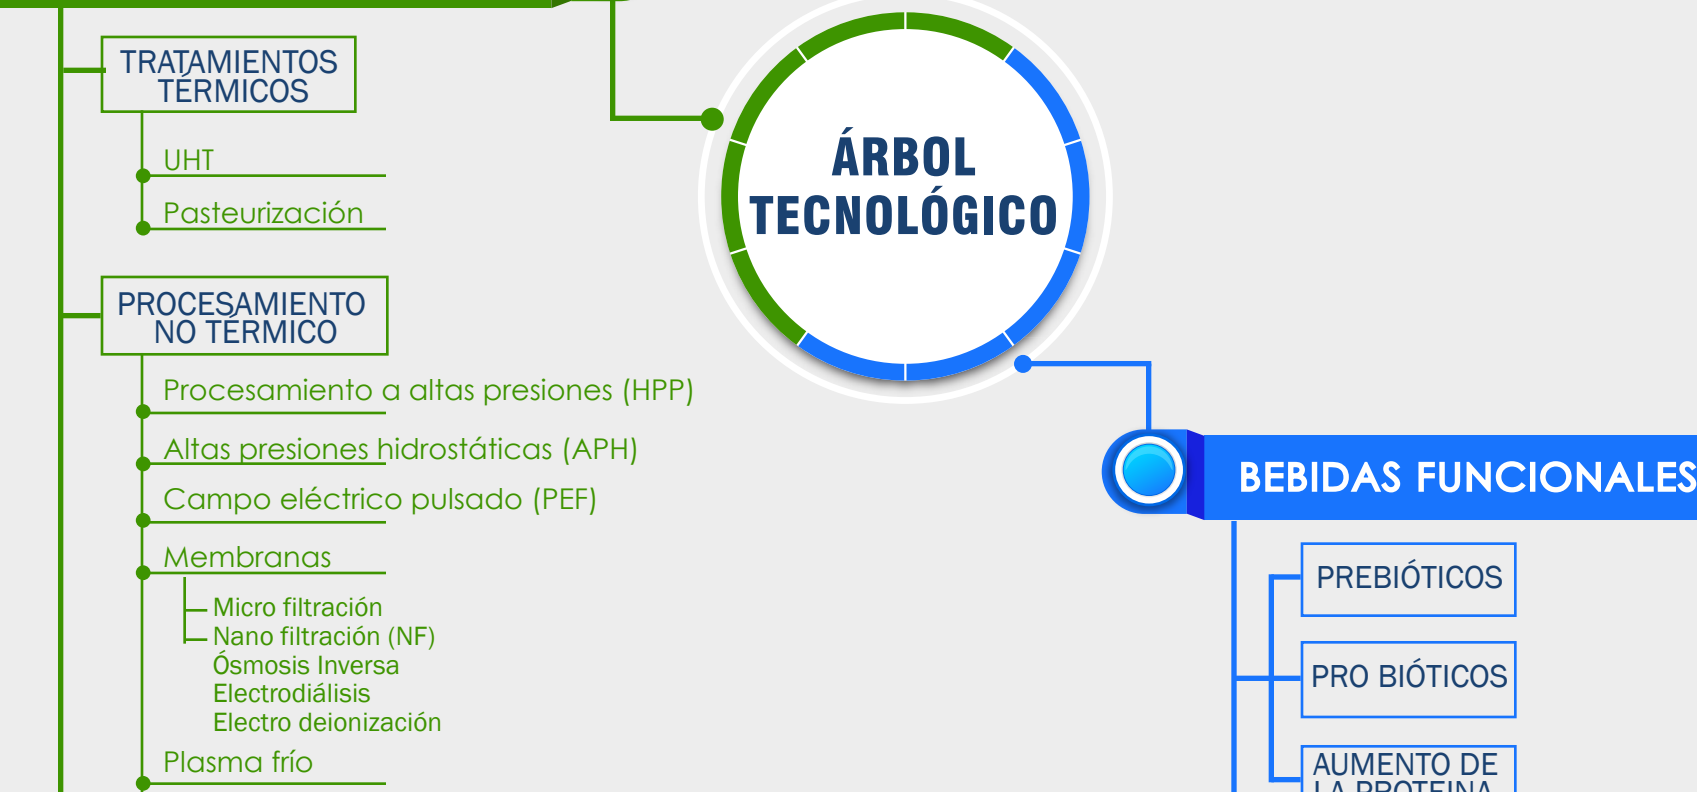 TRATAMIENTOS
TÉRMICOS
UHT
Pasteurización
PROCESAMIENTO
NO TÉRMICO
Procesamiento a altas presiones (HPP)
Altas presiones hidrostáticas (APH)
Campo eléctrico pulsado (PEF)
Membranas
Micro filtración
Nano filtración (NF)
Ósmosis Inversa
Electrodiálisis
Electro deionización
Plasma frío
ÁRBOL
TECNOLÓGICO
BEBIDAS FUNCIONALES
PREBIÓTICOS
PRO BIÓTICOS
AUMENTO DE
LA PROTEINA